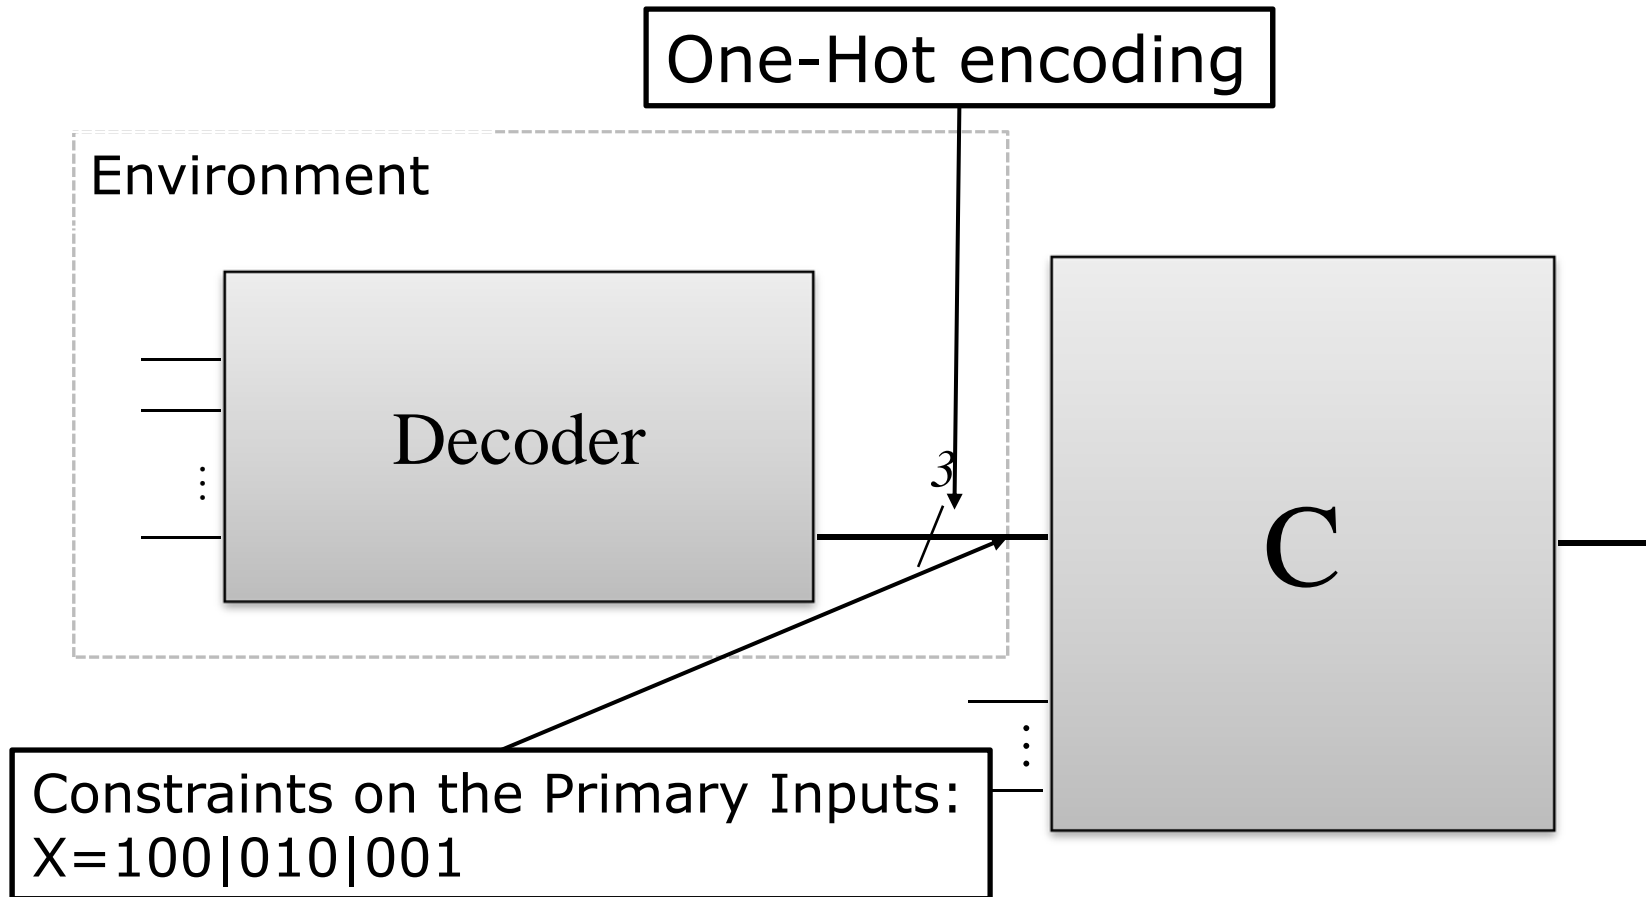 One-Hot encoding
Environment
Decoder
3
C
Constraints on the Primary Inputs:
X=100|010|001